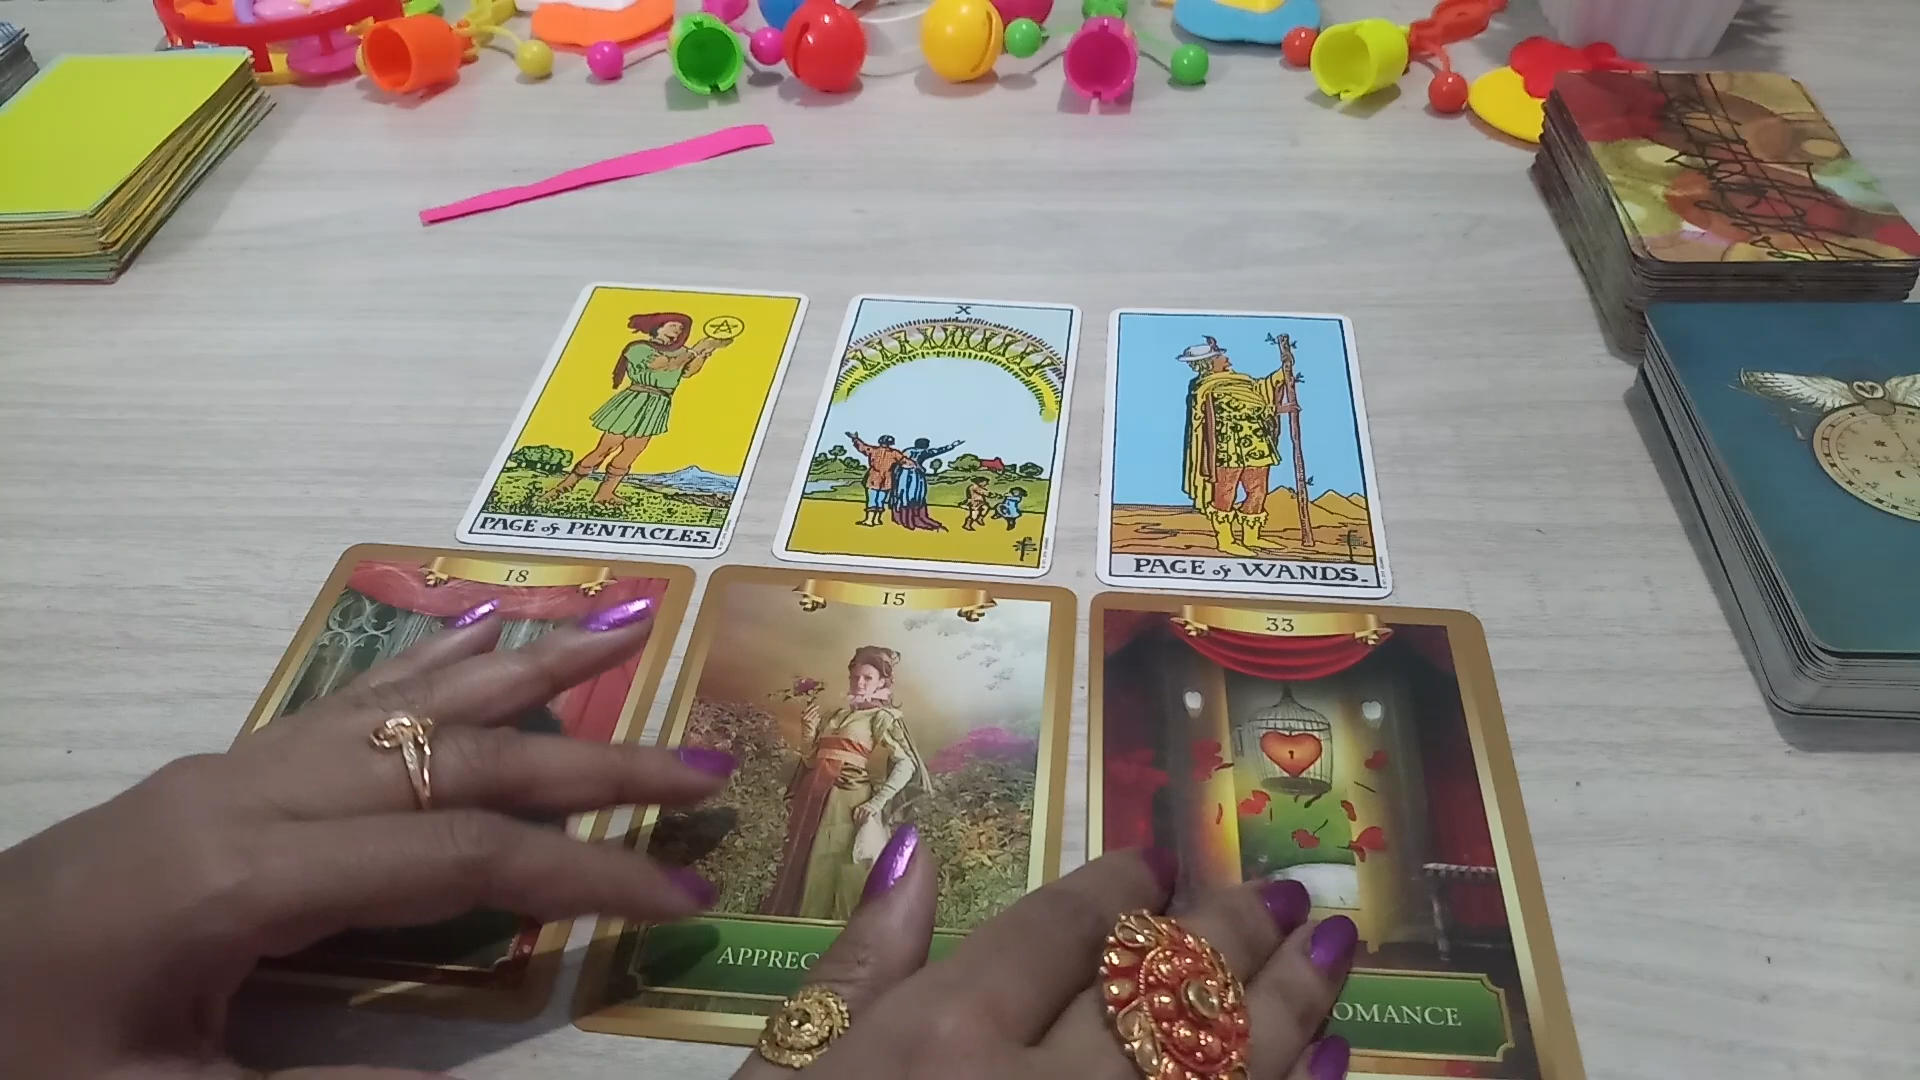 X
PAGE of PENTACLES.
PAGE of WANDS.
18
15
33
APPREC
OMANCE